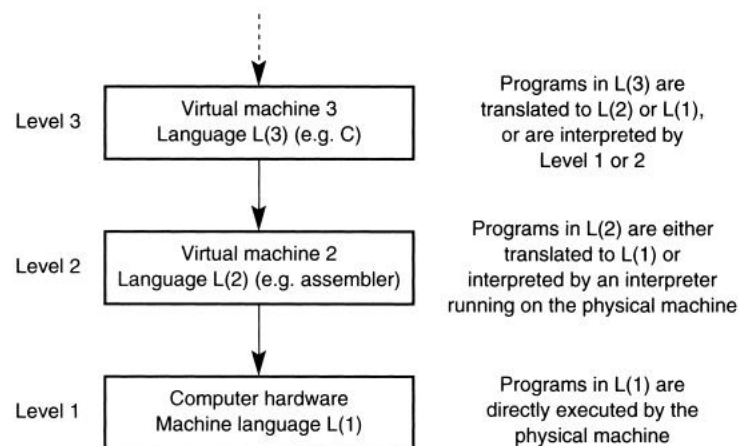 Level 3
Virtual machine 3
Language L(3) (e.g. C)
Programs in L(3) are
translated to L(2) or L(1),
or are interpreted by
Level 1 or 2
Level 2
Virtual machine 2
Language L(2) (e.g. assembler)
Programs in L(2) are either
translated to L(1) or
interpreted by an interpreter
running on the physical machine
Level 1
Computer hardware
Machine language L(1)
Programs in L(1) are
directly executed by the
physical machine